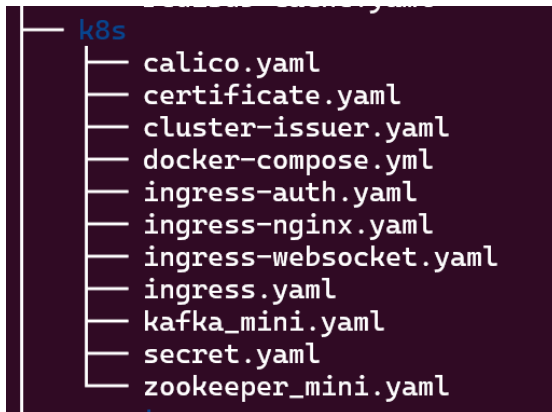 k8s
calico.yaml
certificate.yaml
cluster-issuer.yaml
docker-compose.yml
ingress-auth.yaml
ingress-nginx.yaml
ingress-websocket.yaml
ingress.yaml
kafka_mini.yaml
secret.yaml
zookeeper_mini.yaml